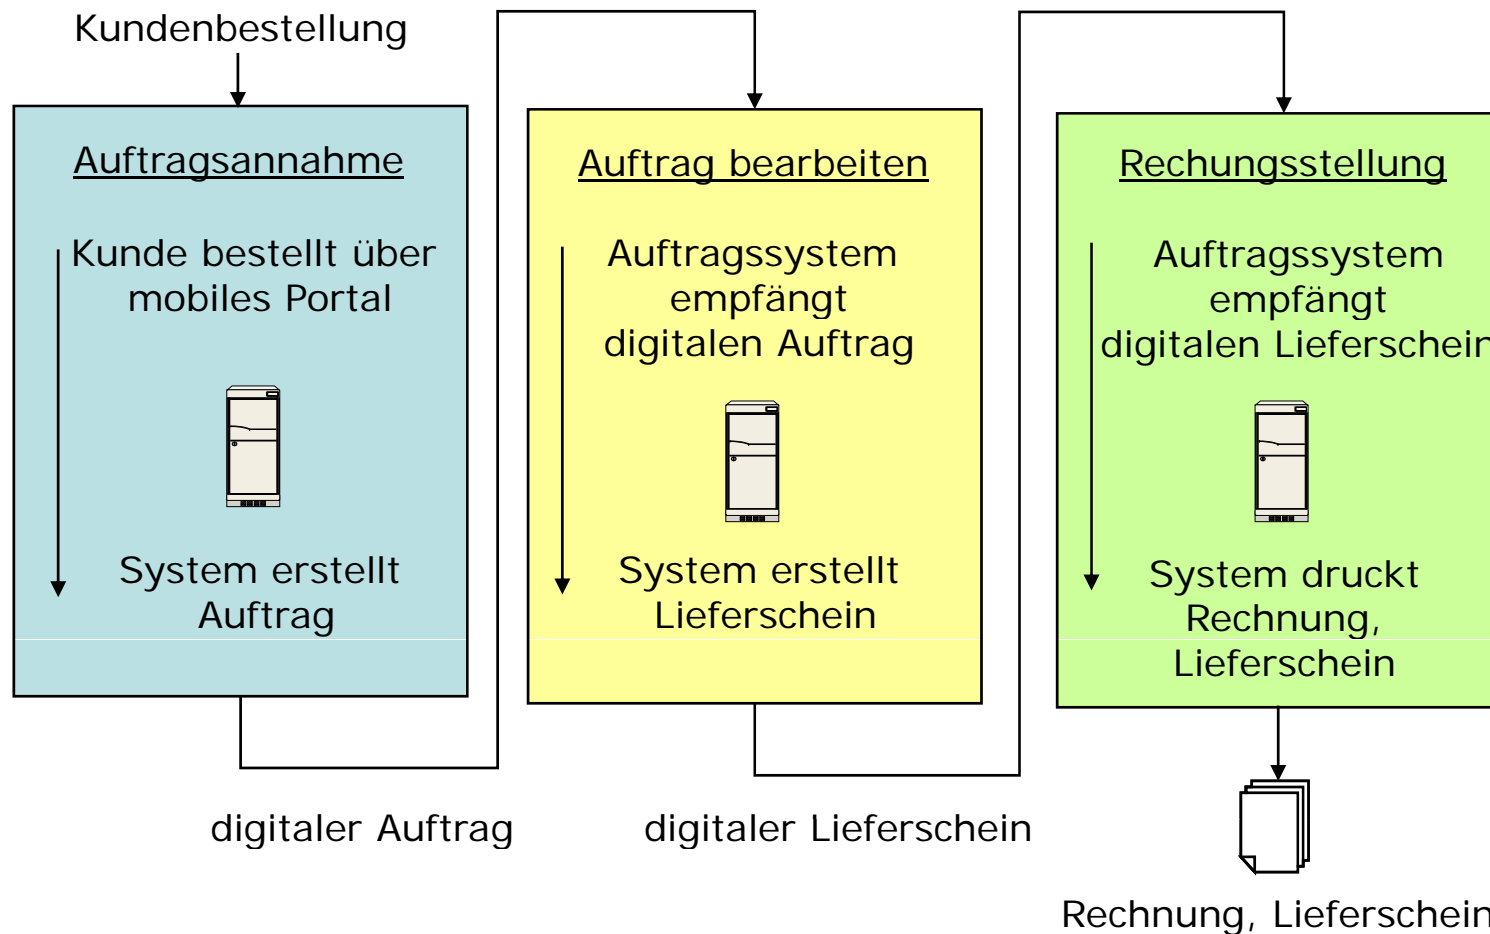 Kundenbestellung
Auftragsannahme
Kunde bestellt über
mobiles Portal
System erstellt
Auftrag
digitaler Auftrag
Auftrag bearbeiten
Auftragssystem
empfängt
digitalen Auftrag
System erstellt
Lieferschein
digitaler Lieferschein
Rechungsstellung
Auftragssystem
empfängt
digitalen Lieferschein
System druckt
Rechnung,
Lieferschein
Rechnung, Lieferschein